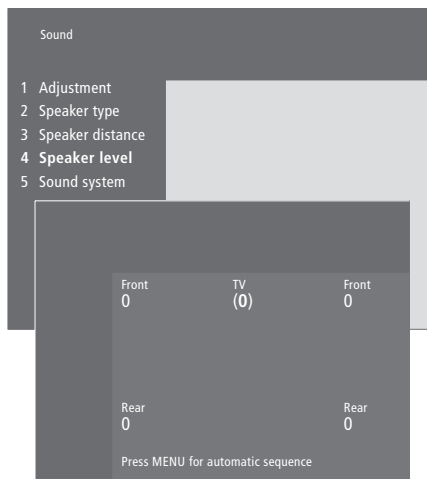 Sound
1 Adjustment
2 Speaker type
3 Speaker distance
4 Speaker level
5 Sound system
Front TV Front
0 (0) 0
Rear Rear
0 0
Press MENU for automatic sequence